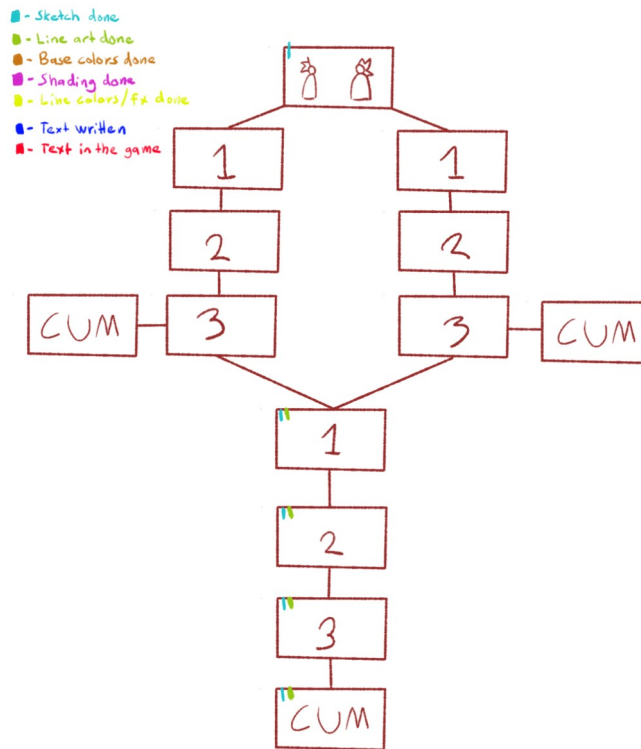 - Sketch done
- Line art done
- Base colors done
- Shading done
- Line colors/fx done
- Text written
- Text in the game
1 1
2 2
CUM 3 3 CUM
1
2
3
CUM